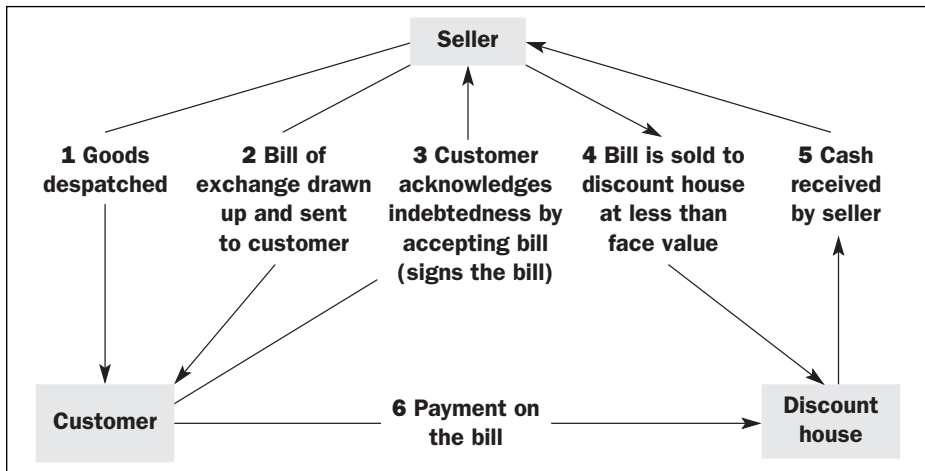 Seller
1 Goods
despatched
2 Bill of
exchange drawn
up and sent
to customer
3 Customer
acknowledges
indebtedness by
accepting bill
(signs the bill)
4 Bill is sold to
discount house
at less than
face value
5 Cash
received
by seller
Customer
6 Payment on
the bill
Discount
house